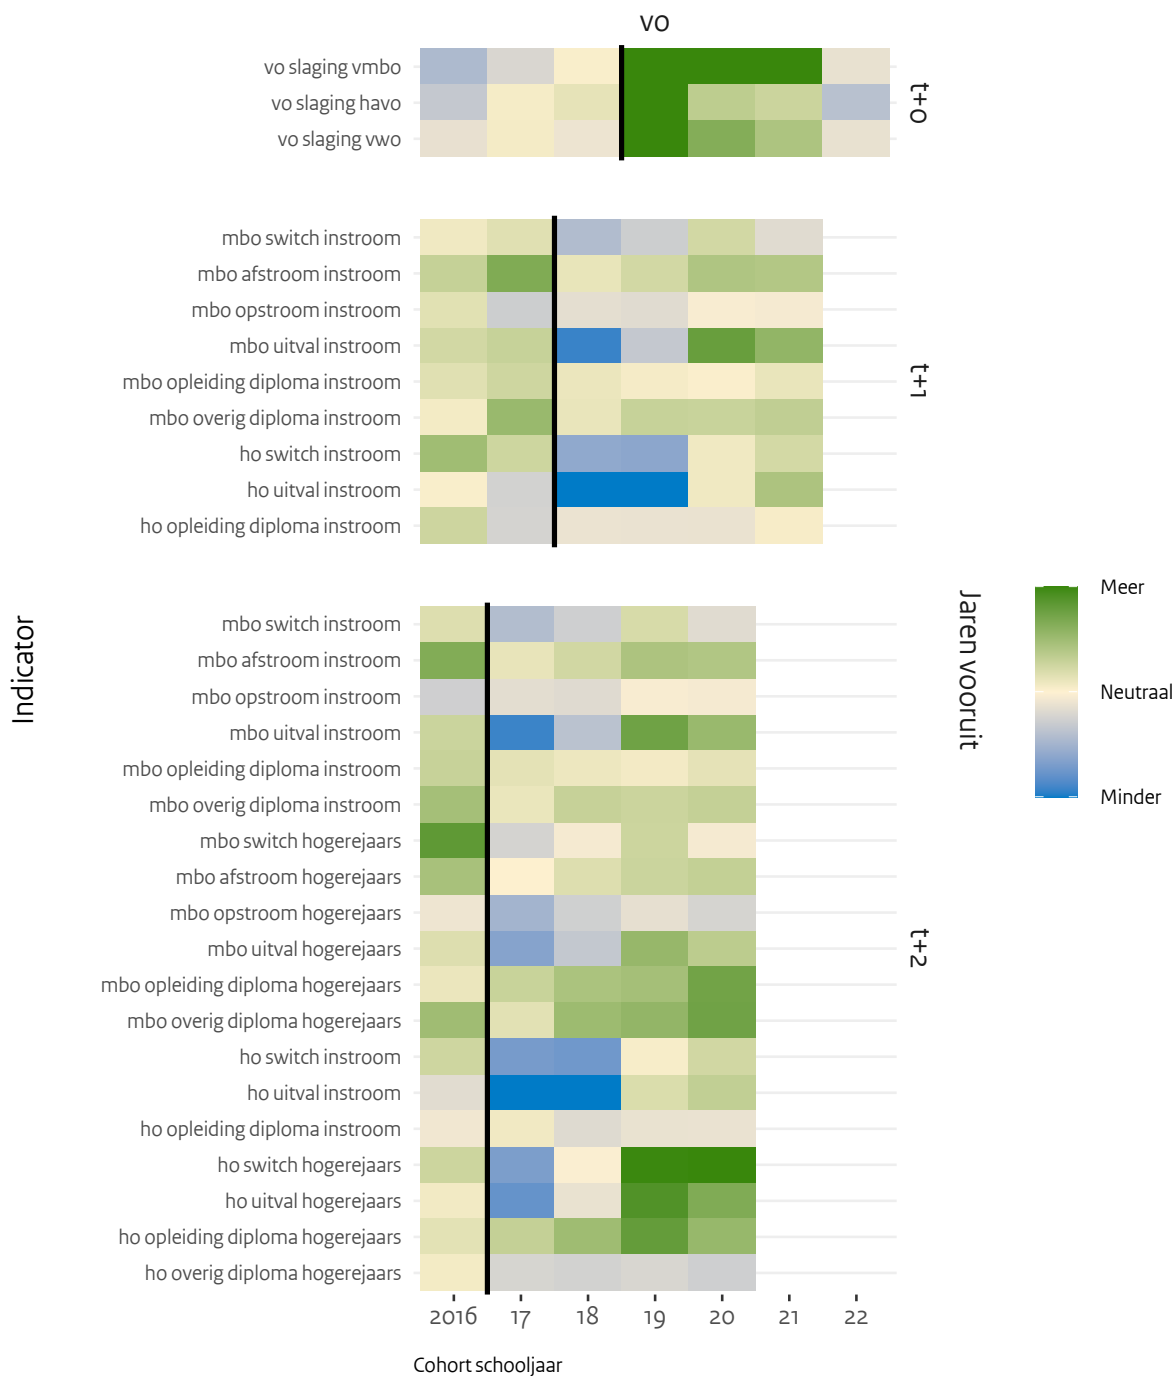 vo
vo slaging vmbo
vo slaging havo
vo slaging vwo
t+0
mbo switch instroom
mbo afstroom instroom
mbo opstroom instroom
mbo uitval instroom
mbo opleiding diploma instroom
mbo overig diploma instroom
ho switch instroom
ho uitval instroom
ho opleiding diploma instroom
t+1
mbo switch instroom
mbo afstroom instroom
mbo opstroom instroom
mbo uitval instroom
mbo opleiding diploma instroom
mbo overig diploma instroom
mbo switch hogerejaars
mbo afstroom hogerejaars
mbo opstroom hogerejaars
mbo uitval hogerejaars
mbo opleiding diploma hogerejaars
mbo overig diploma hogerejaars
ho switch instroom
ho uitval instroom
ho opleiding diploma instroom
ho switch hogerejaars
ho uitval hogerejaars
ho opleiding diploma hogerejaars
ho overig diploma hogerejaars
t+2
Indicator
Jaren vooruit
Meer
Neutraal
Minder
2016 17 18 19 20 21 22
Cohort schooljaar